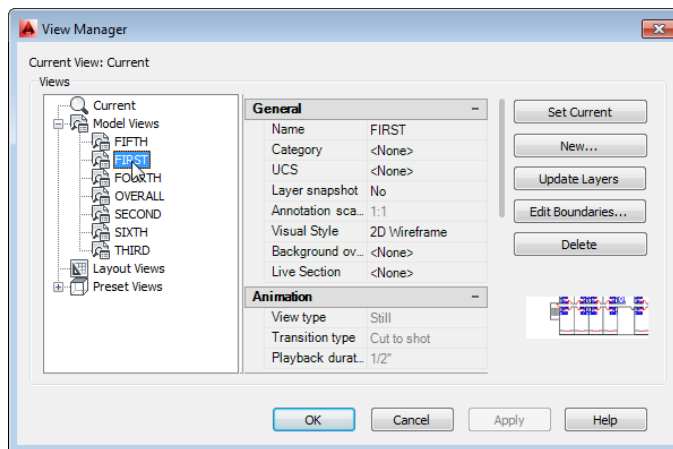 View Manager
Current View: Current
Views
Current
Model Views
FIFTH
FIRST
FOURTH
OVERALL
SECOND
SIXTH
THIRD
Layout Views
Preset Views
General
Name FIRST
Category <None>
UCS <None>
Layer snapshot No
Annotation sca... 1:1
Visual Style 2D Wireframe
Background ov... <None>
Live Section <None>
Animation
View type Still
Transition type Cut to shot
Playback durat... 1/2"
Set Current
New...
Update Layers
Edit Boundaries...
Delete
OK Cancel Apply Help